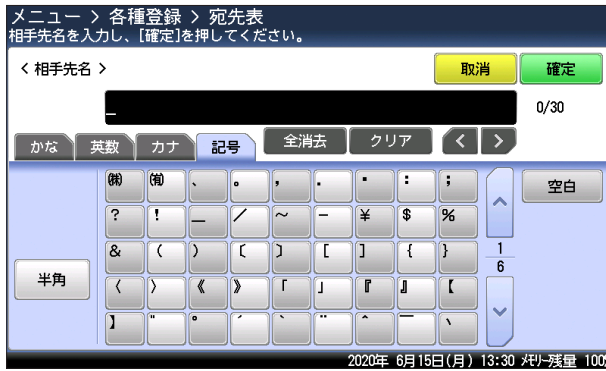 メニュー > 各種登録 > 宛先表
相手先名を入力し、[確定]を押してください。
< 相手先名 >
取消
確定
_
0/30
かな 英数 カナ 記号 全消去 クリア < >
㈱ ㈲ 、 。 , . ・ : ;
空白
? ! _ / ~ - ¥ $ %
& ( ) 〔 〕 [ ] { }
1
6
半角
〈 〉 《 》 「 」 『 』 【
】 " ° ´ ` ¨ ^ ￣ ヽ
2020年 6月15日(月) 13:30 メモリー残量 100%